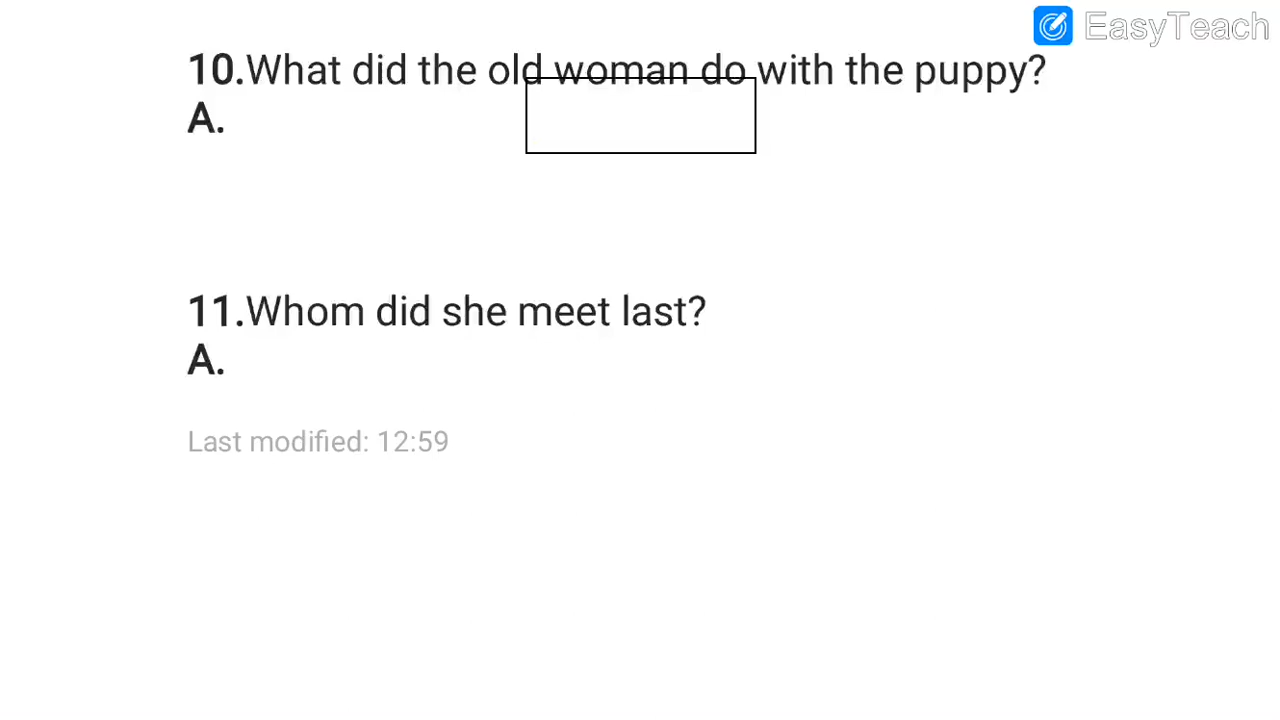 EasyTeach
10.What did the old woman do with the puppy?
A.
11.Whom did she meet last?
A.
Last modified: 12:59